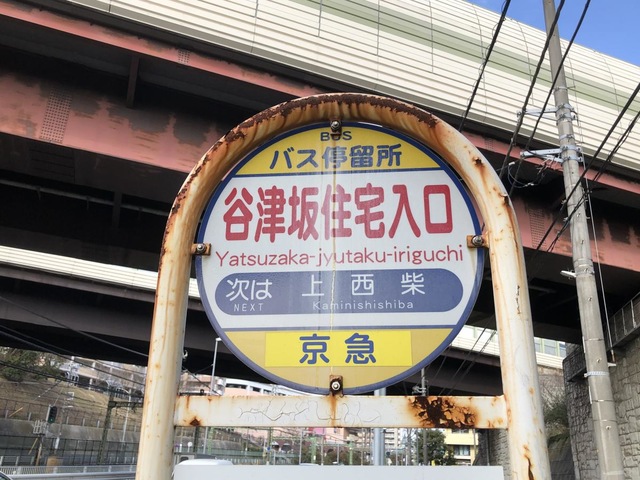 BUS
バス停留所
谷津坂住宅入口
Yatsuzaka-jyutaku-iriguchi
次は 上西柴
NEXT Kaminishishiba
京急